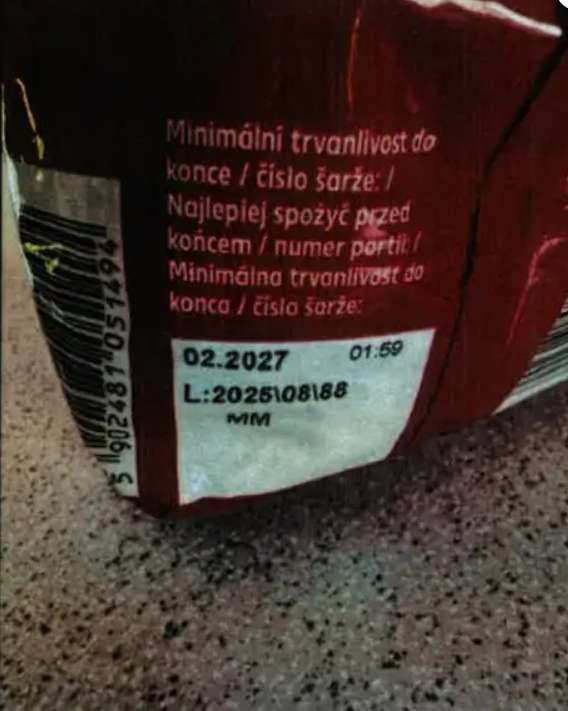 Minimální trvanlivost do
konce / číslo šarže: /
Najlepiej spożyć przed
końcem / numer partii: /
Minimálna trvanlivosť do
konca / číslo šarže:
02.2027 01:59
L:2025\08\88
MM
5 902481 051494